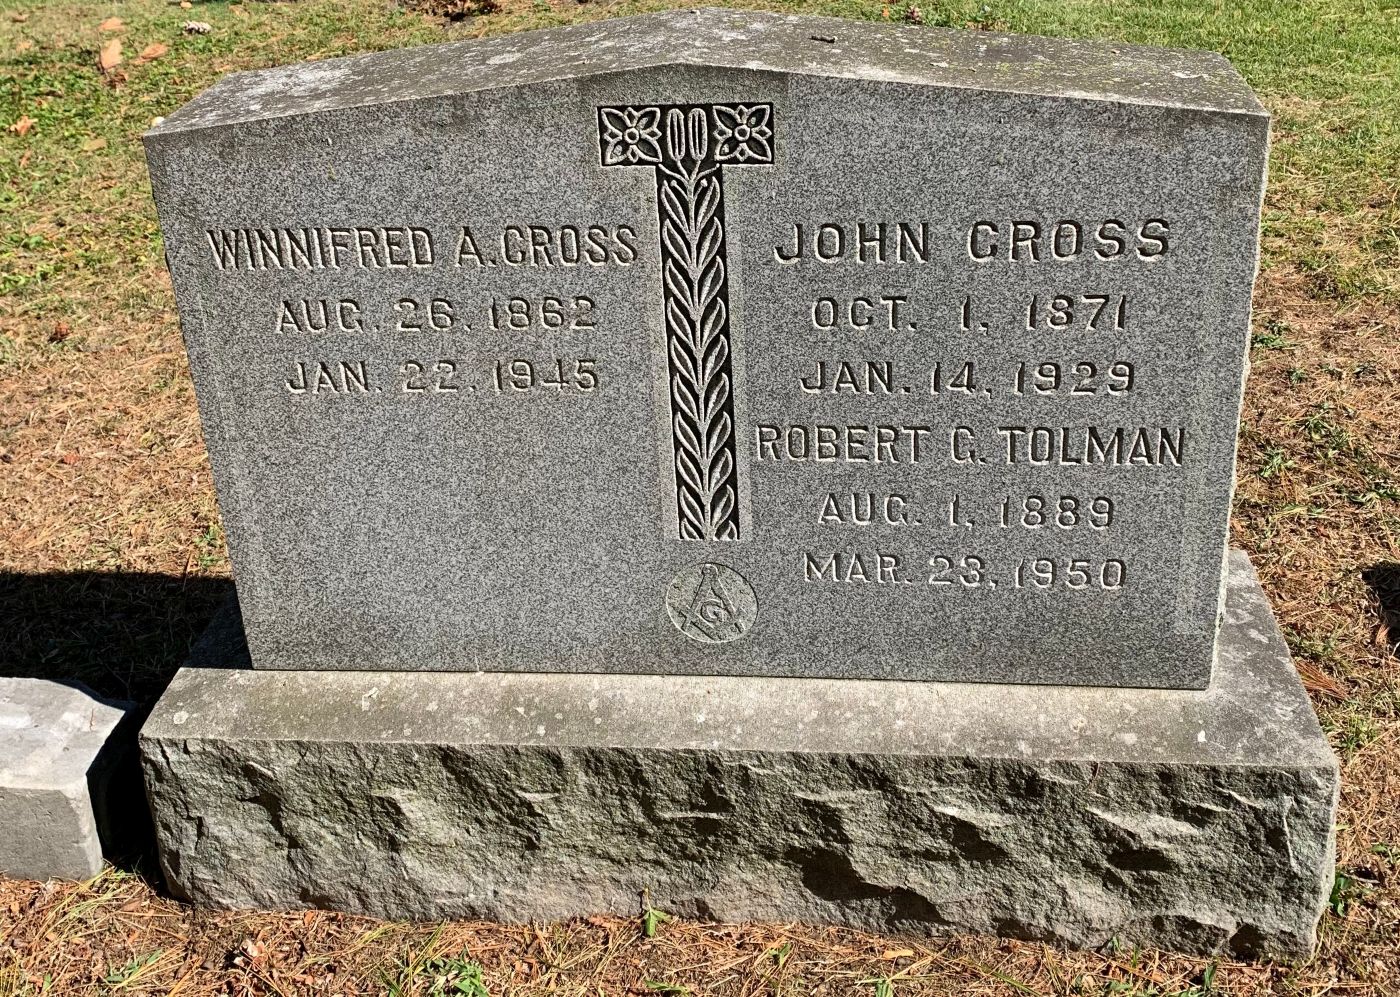 WINNIFRED A. CROSS
AUG. 26, 1862
JAN. 22, 1945
JOHN CROSS
OCT. 1, 1871
JAN. 14, 1929
ROBERT G. TOLMAN
AUG. 1, 1889
MAR. 23, 1950
G